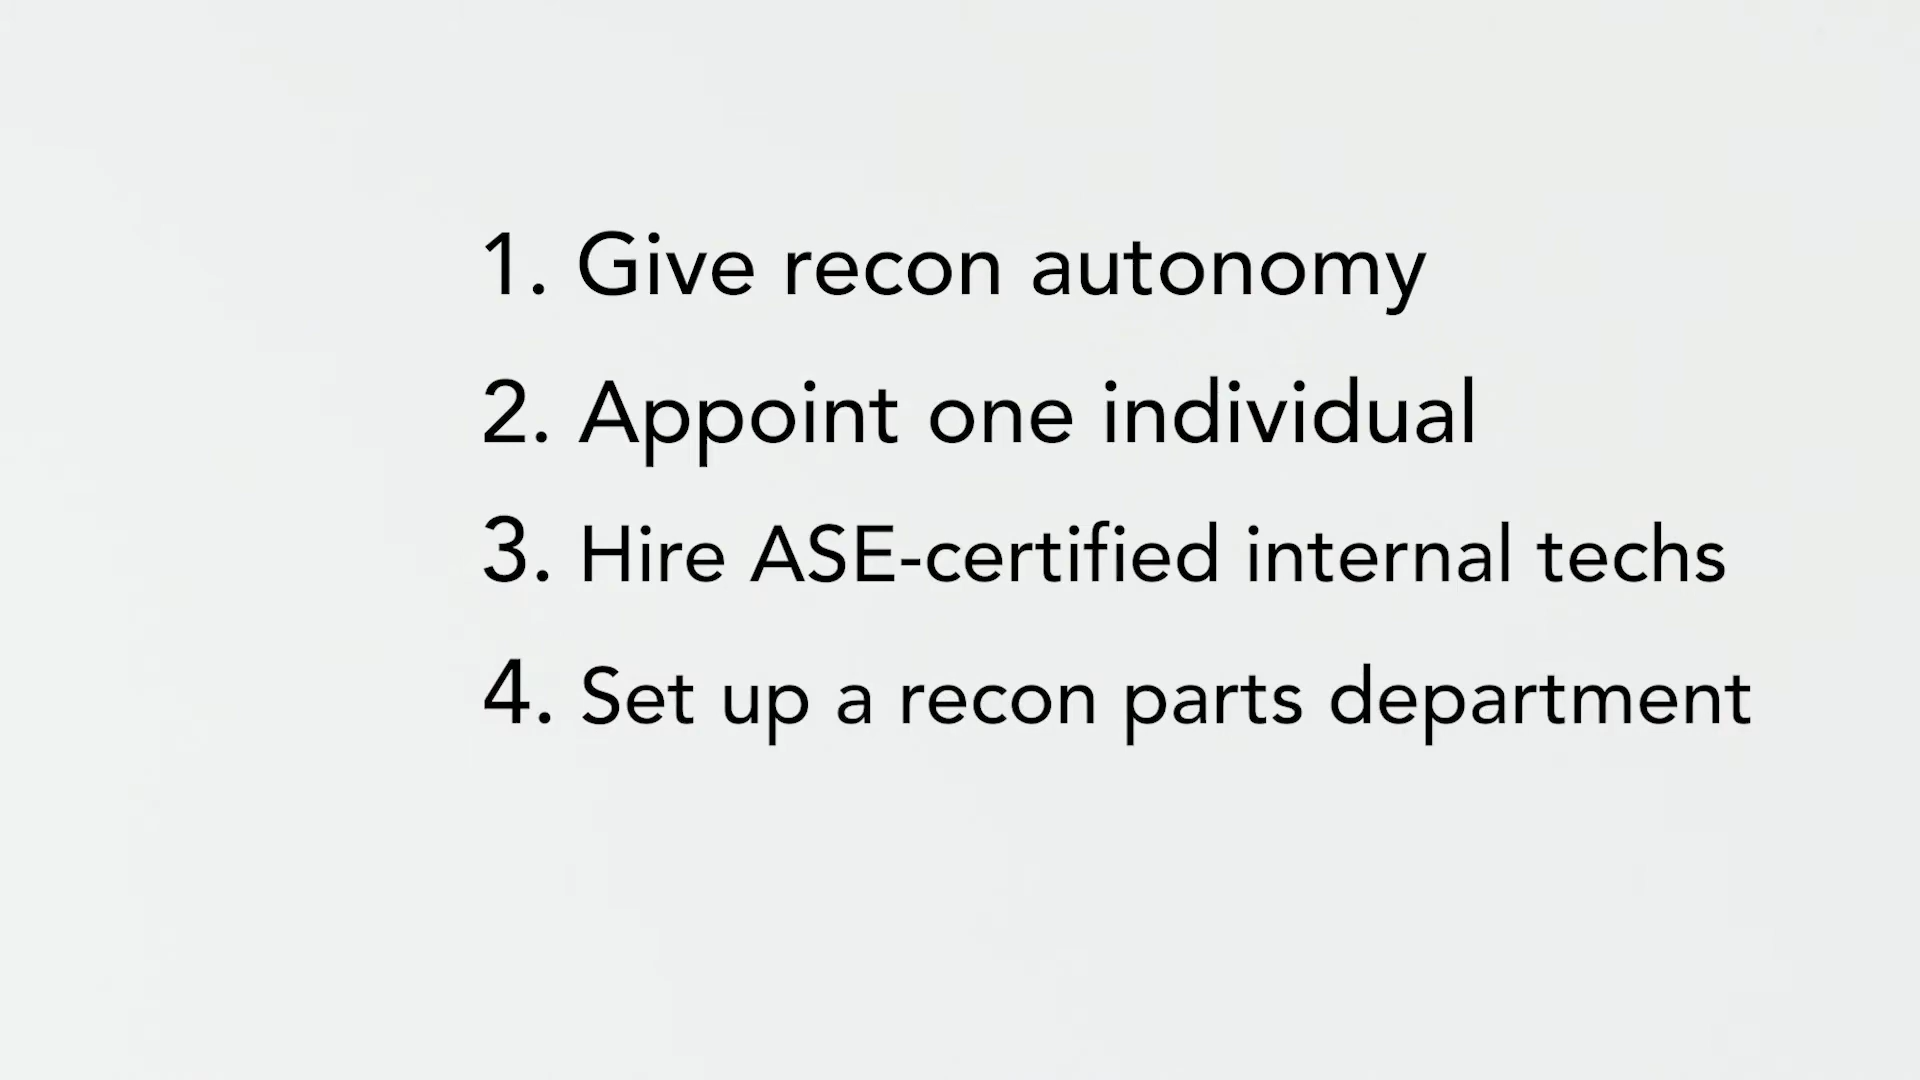 1. Give recon autonomy
2. Appoint one individual
3. Hire ASE-certified internal techs
4. Set up a recon parts department